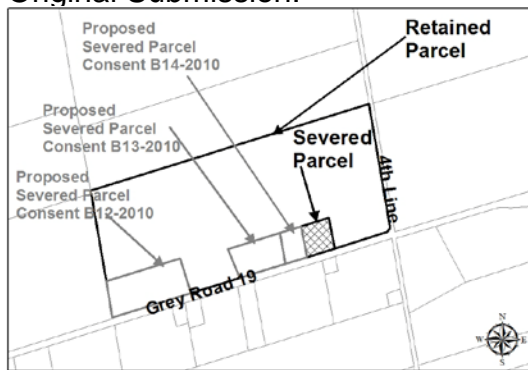 Original Submission:
Proposed
Severed Parcel
Consent B14-2010
Retained
Parcel
Proposed
Severed Parcel
Consent B13-2010
Severed
Parcel
4th Line
Proposed
Severed Parcel
Consent B12-2010
Grey Road 19
N
W
E
S